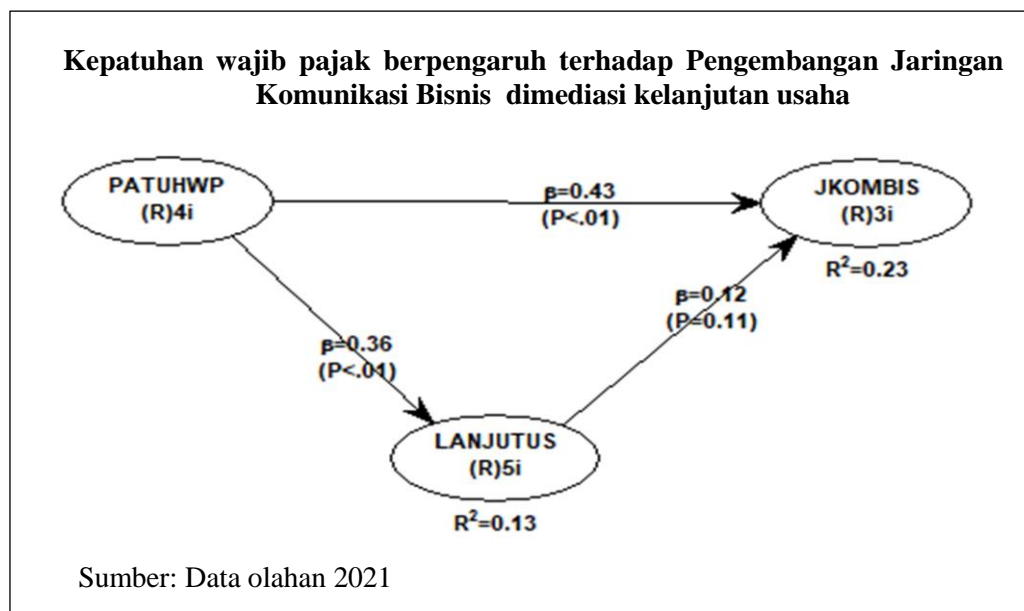 Kepatuhan wajib pajak berpengaruh terhadap Pengembangan Jaringan
Komunikasi Bisnis dimediasi kelanjutan usaha
PATUHWP
(R)4i
β=0.43
(P<.01)
JKOMBIS
(R)3i
R²=0.23
β=0.12
(P=0.11)
β=0.36
(P<.01)
LANJUTUS
(R)5i
R²=0.13
Sumber: Data olahan 2021